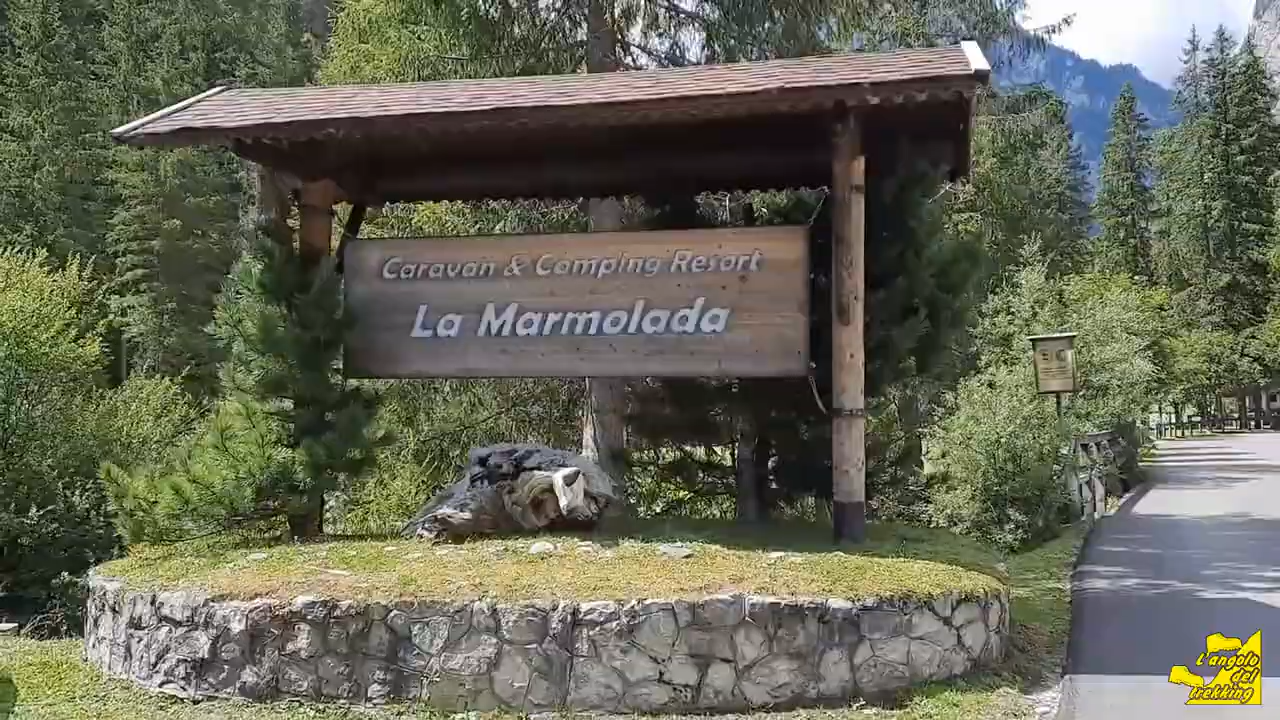 Caravan & Camping Resort
La Marmolada
L'angolo
del
trekking